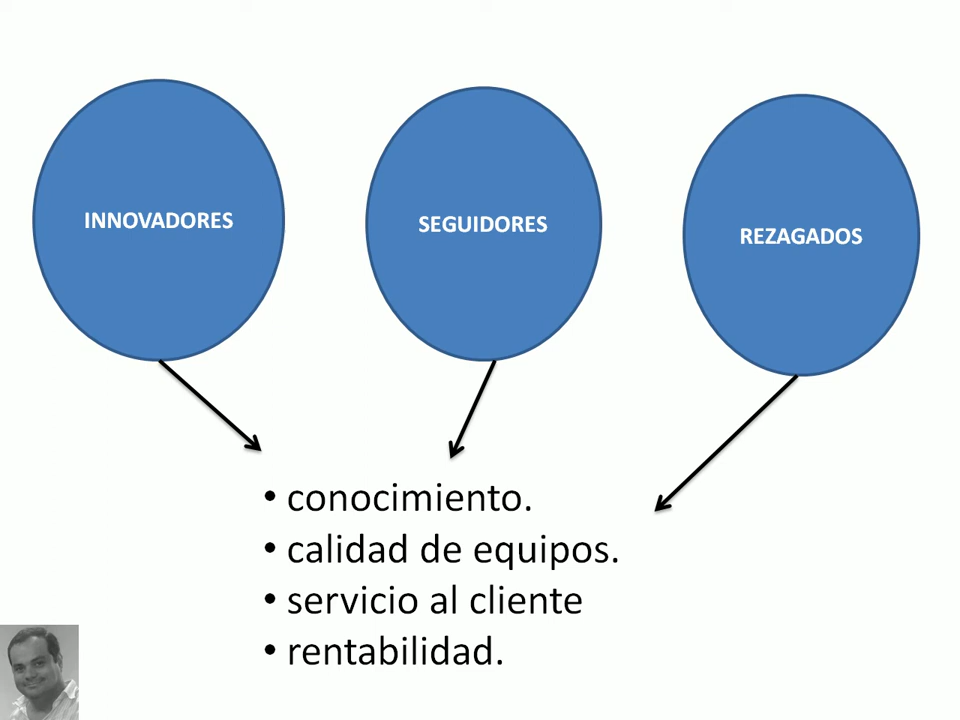 INNOVADORES
SEGUIDORES
REZAGADOS
• conocimiento.
• calidad de equipos.
• servicio al cliente
• rentabilidad.